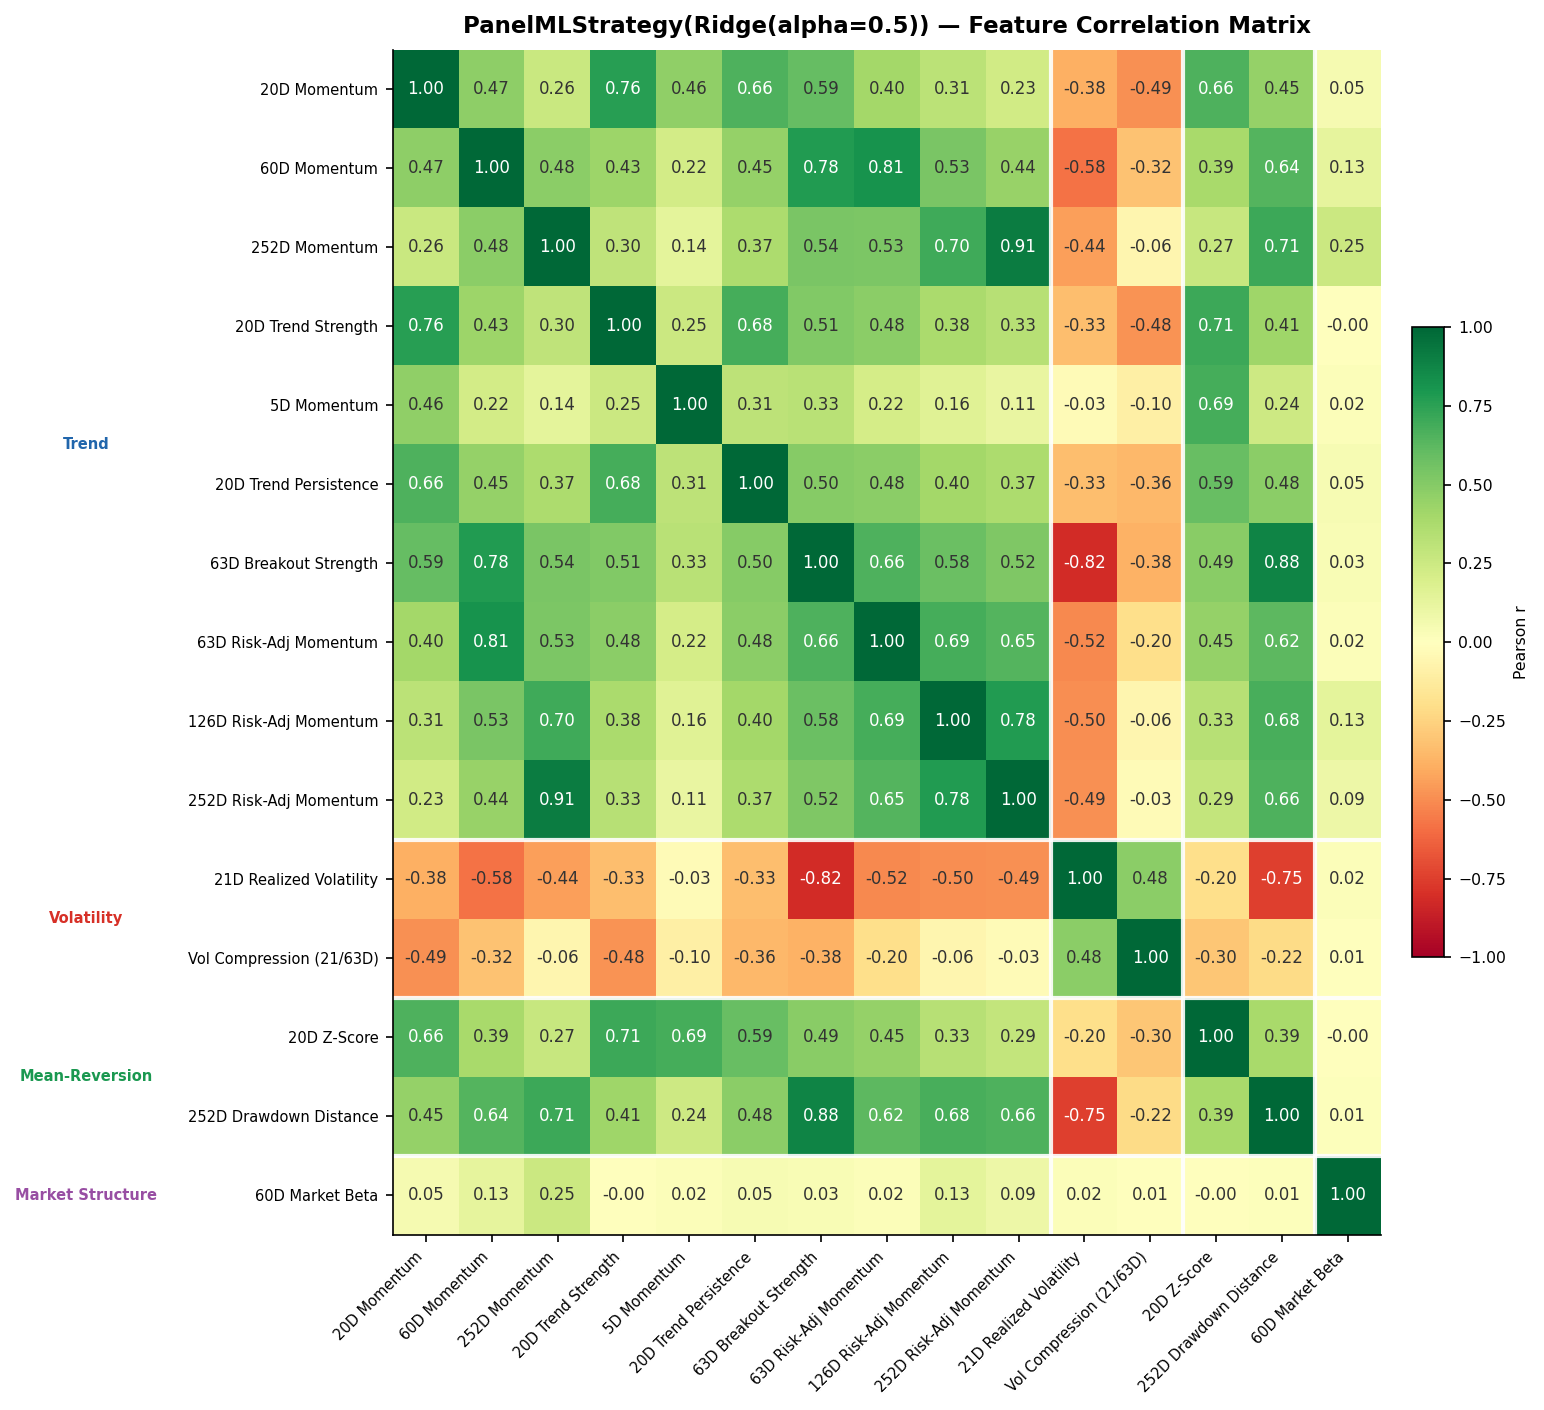 PanelMLStrategy(Ridge(alpha=0.5)) — Feature Correlation Matrix
20D Momentum 1.00 0.47 0.26 0.76 0.46 0.66 0.59 0.40 0.31 0.23 -0.38 -0.49 0.66 0.45 0.05
60D Momentum 0.47 1.00 0.48 0.43 0.22 0.45 0.78 0.81 0.53 0.44 -0.58 -0.32 0.39 0.64 0.13
252D Momentum 0.26 0.48 1.00 0.30 0.14 0.37 0.54 0.53 0.70 0.91 -0.44 -0.06 0.27 0.71 0.25
20D Trend Strength 0.76 0.43 0.30 1.00 0.25 0.68 0.51 0.48 0.38 0.33 -0.33 -0.48 0.71 0.41 -0.00
5D Momentum 0.46 0.22 0.14 0.25 1.00 0.31 0.33 0.22 0.16 0.11 -0.03 -0.10 0.69 0.24 0.02
Trend
20D Trend Persistence 0.66 0.45 0.37 0.68 0.31 1.00 0.50 0.48 0.40 0.37 -0.33 -0.36 0.59 0.48 0.05
63D Breakout Strength 0.59 0.78 0.54 0.51 0.33 0.50 1.00 0.66 0.58 0.52 -0.82 -0.38 0.49 0.88 0.03
63D Risk-Adj Momentum 0.40 0.81 0.53 0.48 0.22 0.48 0.66 1.00 0.69 0.65 -0.52 -0.20 0.45 0.62 0.02
126D Risk-Adj Momentum 0.31 0.53 0.70 0.38 0.16 0.40 0.58 0.69 1.00 0.78 -0.50 -0.06 0.33 0.68 0.13
252D Risk-Adj Momentum 0.23 0.44 0.91 0.33 0.11 0.37 0.52 0.65 0.78 1.00 -0.49 -0.03 0.29 0.66 0.09
21D Realized Volatility -0.38 -0.58 -0.44 -0.33 -0.03 -0.33 -0.82 -0.52 -0.50 -0.49 1.00 0.48 -0.20 -0.75 0.02
Volatility
Vol Compression (21/63D) -0.49 -0.32 -0.06 -0.48 -0.10 -0.36 -0.38 -0.20 -0.06 -0.03 0.48 1.00 -0.30 -0.22 0.01
20D Z-Score 0.66 0.39 0.27 0.71 0.69 0.59 0.49 0.45 0.33 0.29 -0.20 -0.30 1.00 0.39 -0.00
Mean-Reversion
252D Drawdown Distance 0.45 0.64 0.71 0.41 0.24 0.48 0.88 0.62 0.68 0.66 -0.75 -0.22 0.39 1.00 0.01
Market Structure
60D Market Beta 0.05 0.13 0.25 -0.00 0.02 0.05 0.03 0.02 0.13 0.09 0.02 0.01 -0.00 0.01 1.00
20D Momentum
60D Momentum
252D Momentum
20D Trend Strength
5D Momentum
20D Trend Persistence
63D Breakout Strength
63D Risk-Adj Momentum
126D Risk-Adj Momentum
252D Risk-Adj Momentum
21D Realized Volatility
Vol Compression (21/63D)
20D Z-Score
252D Drawdown Distance
60D Market Beta
1.00
0.75
0.50
0.25
0.00
−0.25
−0.50
−0.75
−1.00
Pearson r